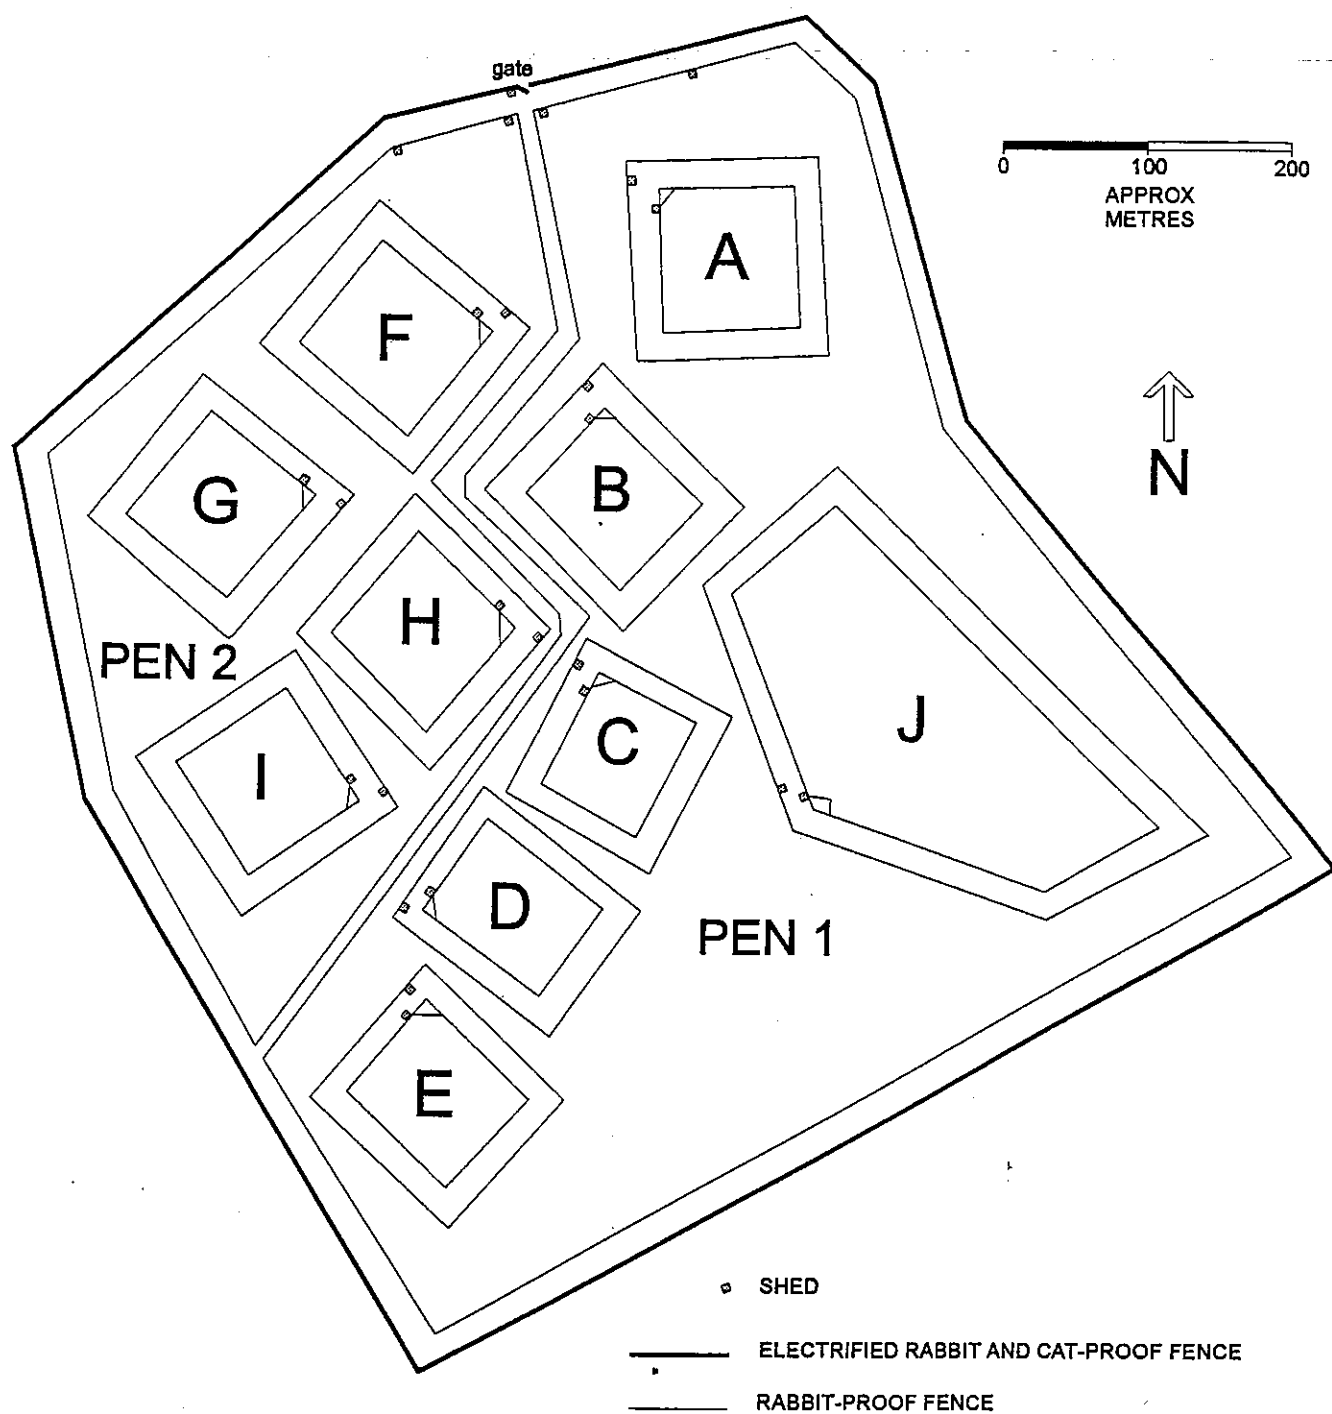 gate
0 100 200
APPROX
METRES
A
F
N
B
G
H
PEN 2
J
C
I
D
PEN 1
E
SHED
ELECTRIFIED RABBIT AND CAT-PROOF FENCE
RABBIT-PROOF FENCE